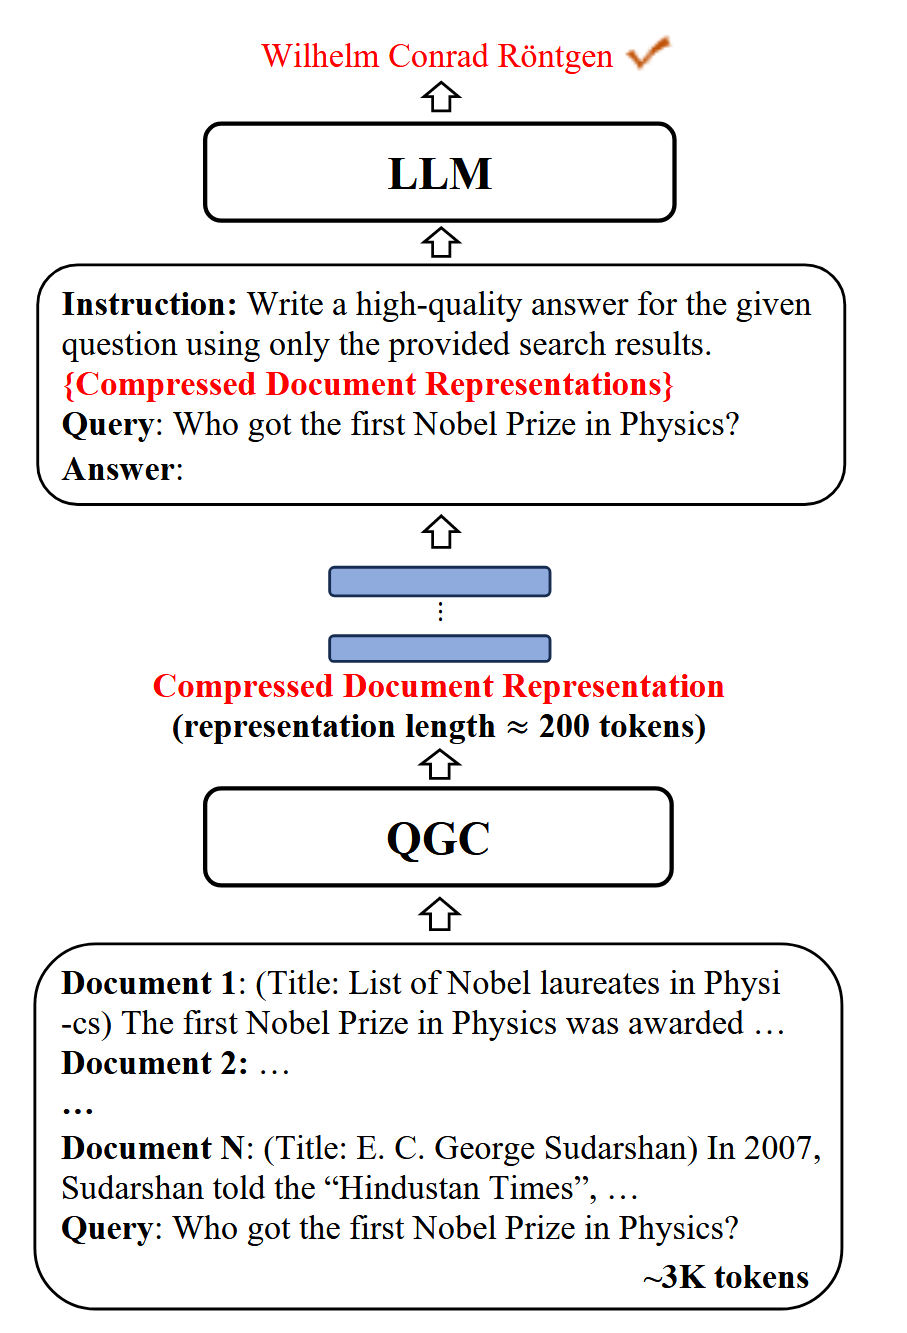 Wilhelm Conrad Röntgen
LLM
Instruction: Write a high-quality answer for the given
question using only the provided search results.
{Compressed Document Representations}
Query: Who got the first Nobel Prize in Physics?
Answer:
⋮
Compressed Document Representation
(representation length ≈ 200 tokens)
QGC
Document 1: (Title: List of Nobel laureates in Physi
-cs) The first Nobel Prize in Physics was awarded …
Document 2: …
…
Document N: (Title: E. C. George Sudarshan) In 2007,
Sudarshan told the “Hindustan Times”, …
Query: Who got the first Nobel Prize in Physics?
~3K tokens